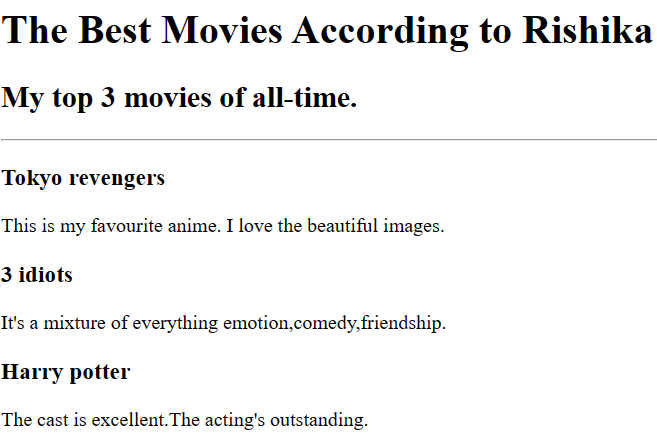 The Best Movies According to Rishika
My top 3 movies of all-time.
Tokyo revengers
This is my favourite anime. I love the beautiful images.
3 idiots
It's a mixture of everything emotion,comedy,friendship.
Harry potter
The cast is excellent.The acting's outstanding.